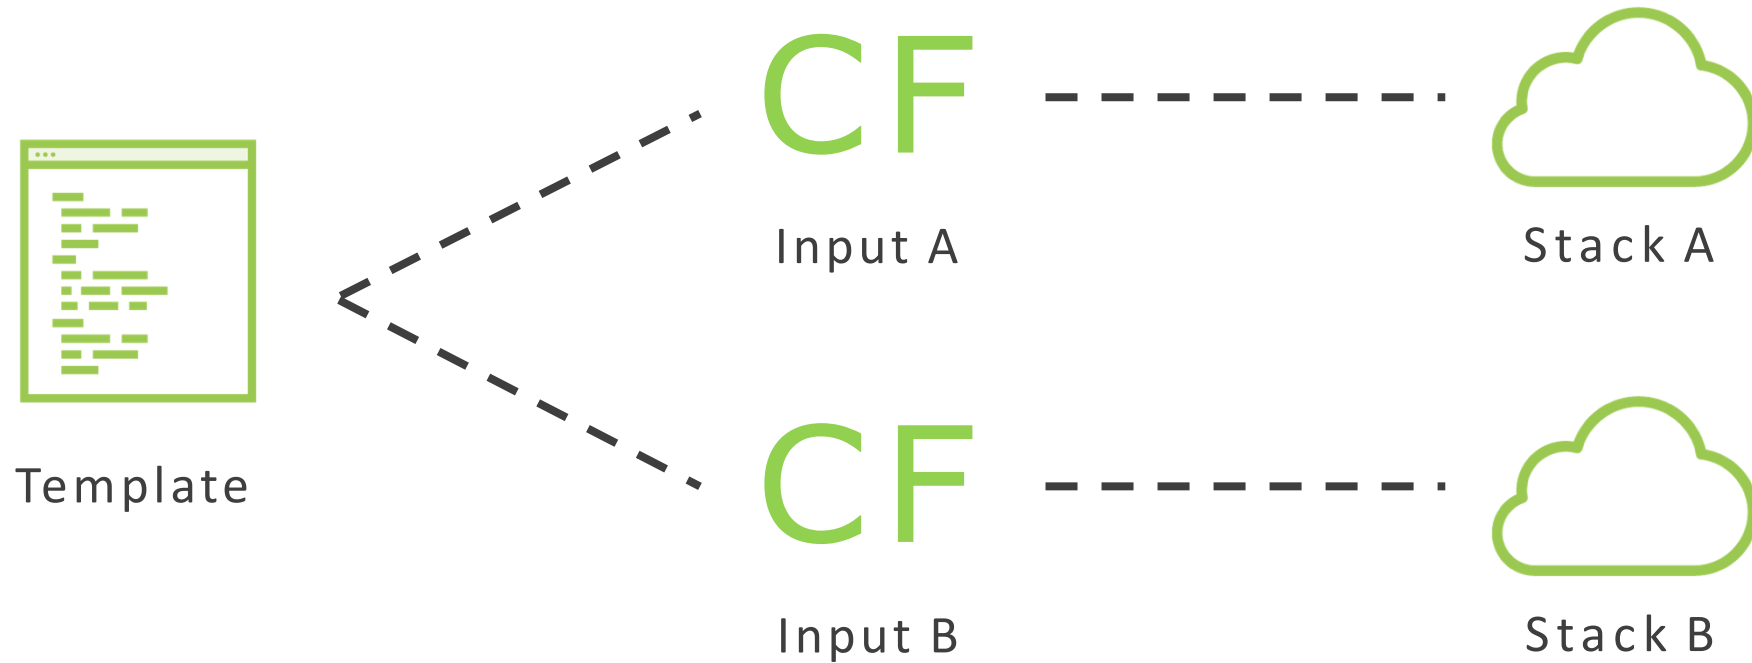 CF
Input A
Stack A
Template
CF
Input B
Stack B